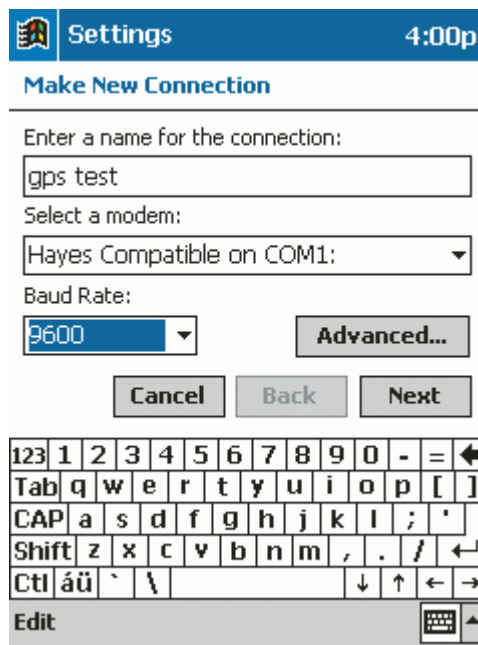 Settings 4:00p
Make New Connection
Enter a name for the connection:
gps test
Select a modem:
Hayes Compatible on COM1:
Baud Rate:
9600 Advanced...
Cancel Back Next
123 1 2 3 4 5 6 7 8 9 0 - =
Tab q w e r t y u i o p [ ]
CAP a s d f g h j k l ; '
Shift z x c v b n m , . /
Ctl áü ` \
Edit